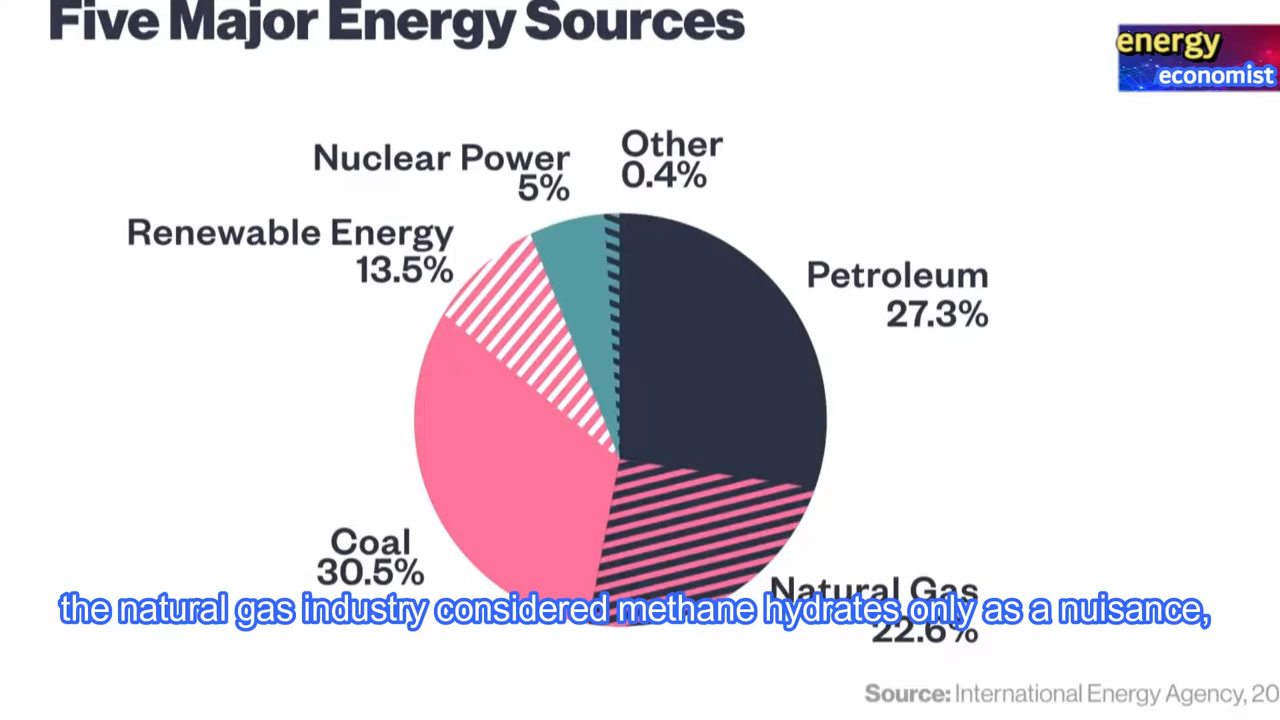 Five Major Energy Sources
energy
economist
Nuclear Power
5%
Other
0.4%
Renewable Energy
13.5%
Petroleum
27.3%
Coal
30.5%
Natural Gas
22.6%
the natural gas industry considered methane hydrates only as a nuisance,
Source: International Energy Agency, 20